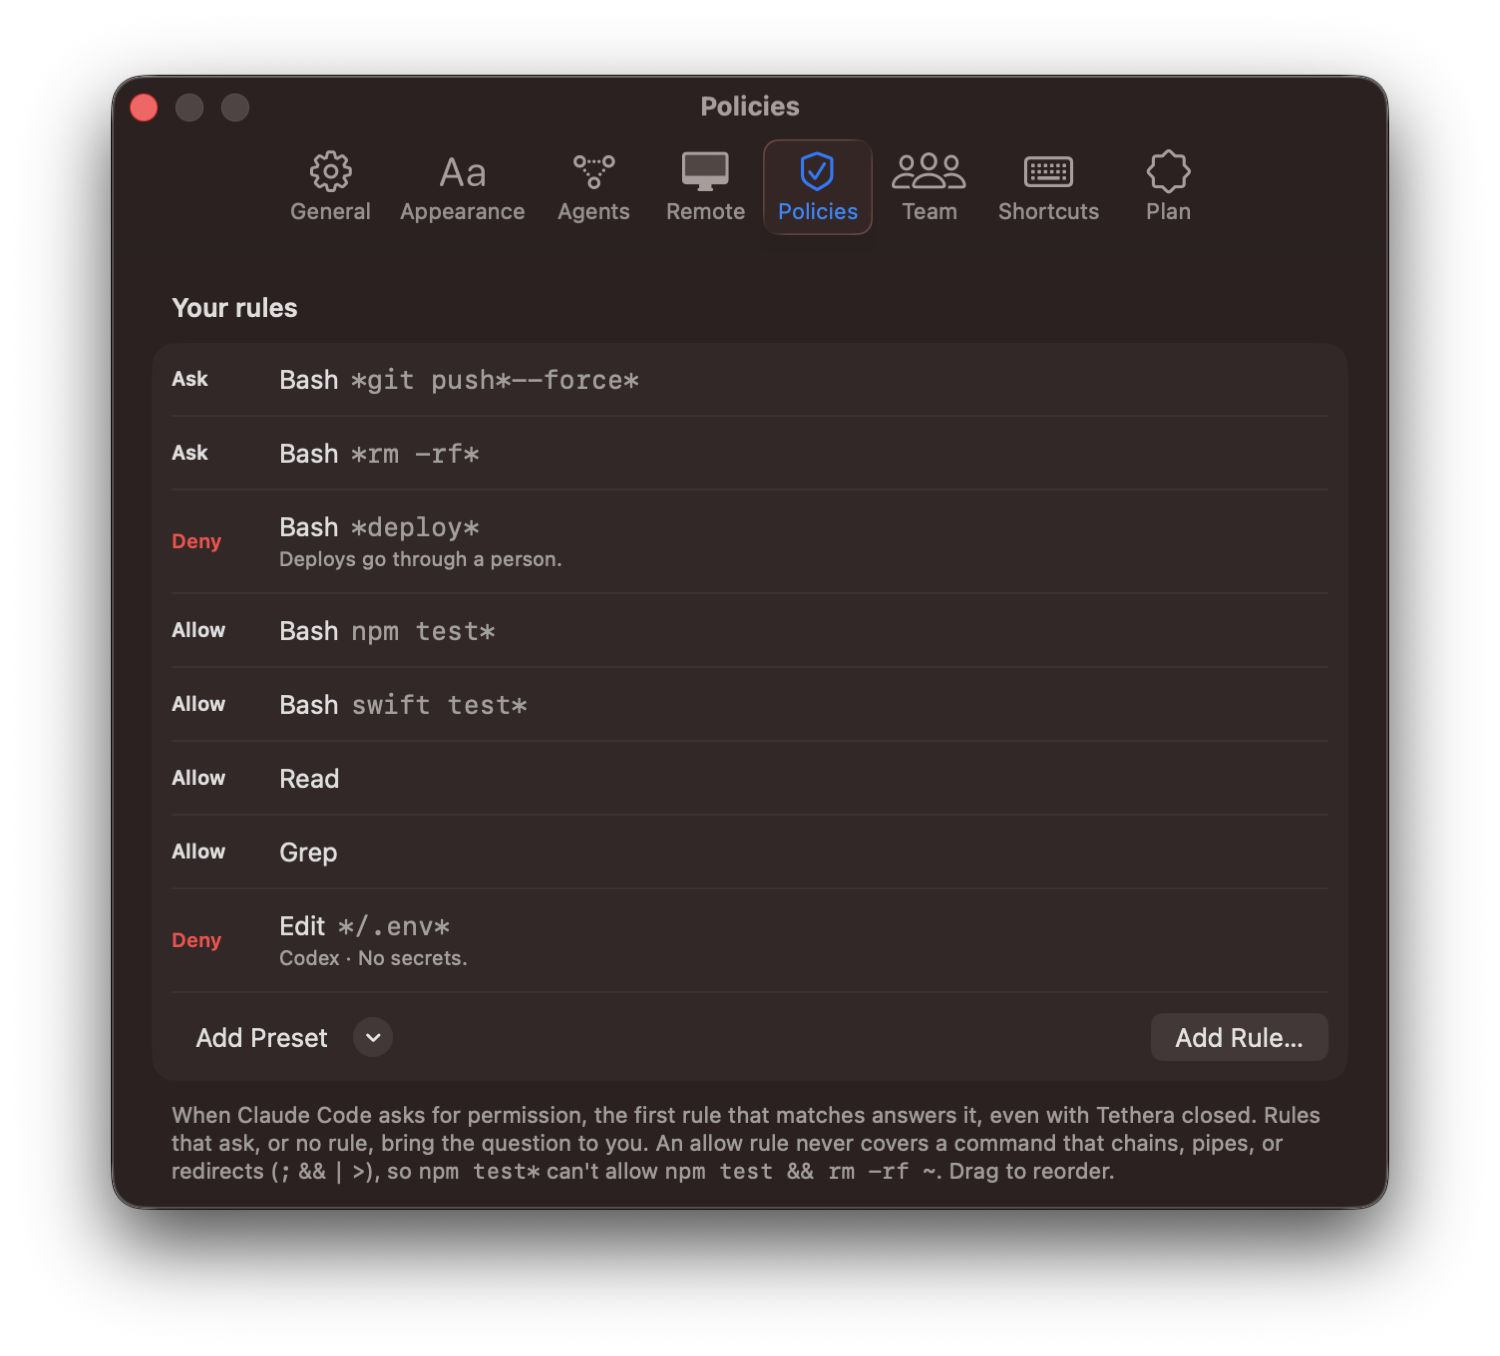 Policies
General
Appearance
Agents
Remote
Policies
Team
Shortcuts
Plan
Your rules
Ask Bash *git push*--force*
Ask Bash *rm -rf*
Deny Bash *deploy*
Deploys go through a person.
Allow Bash npm test*
Allow Bash swift test*
Allow Read
Allow Grep
Deny Edit */.env*
Codex · No secrets.
Add Preset
Add Rule...
When Claude Code asks for permission, the first rule that matches answers it, even with Tethera closed. Rules
that ask, or no rule, bring the question to you. An allow rule never covers a command that chains, pipes, or
redirects (; && | >), so npm test* can't allow npm test && rm -rf ~. Drag to reorder.